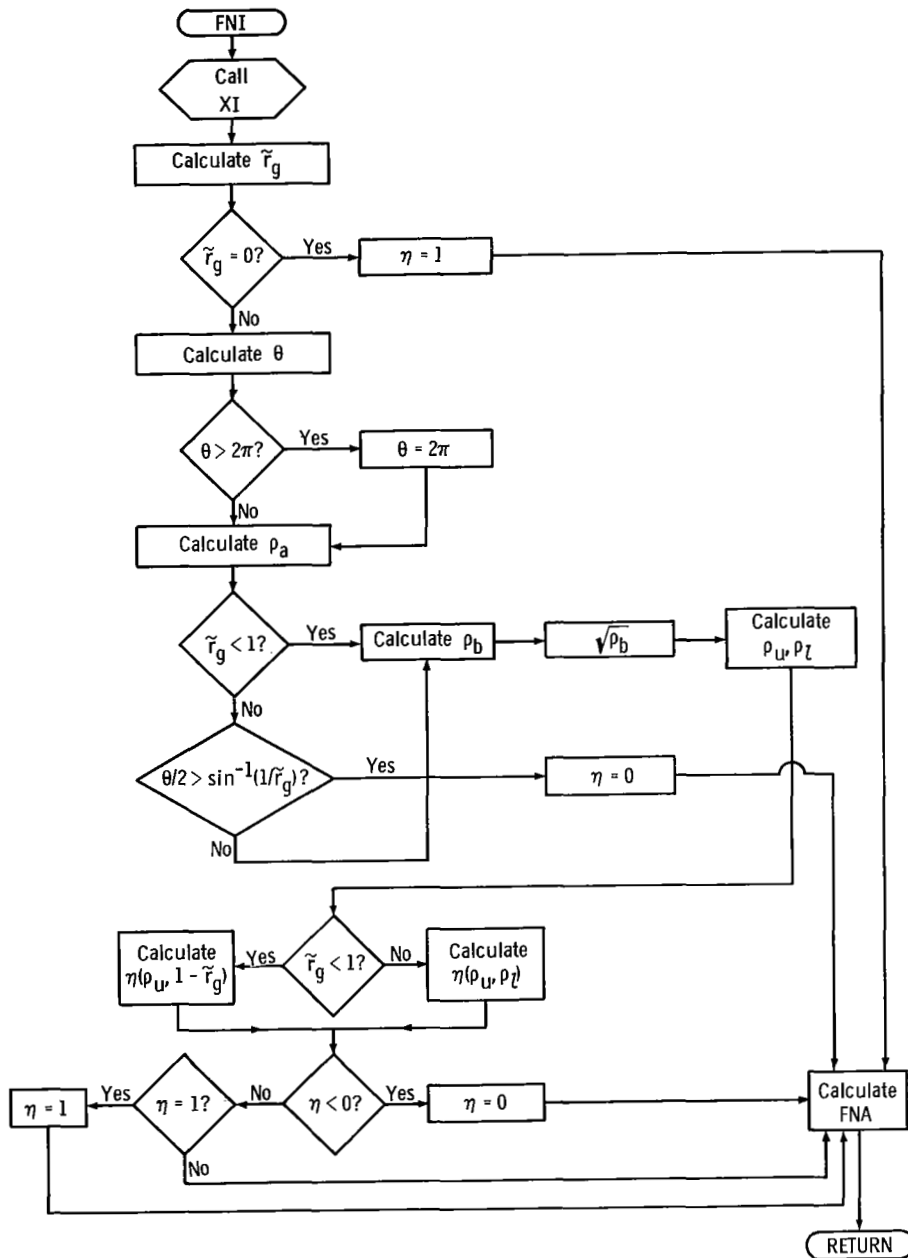 FNI
Call
XI
Calculate r̃g
r̃g = 0?
Yes
η = 1
No
Calculate θ
θ > 2π?
Yes
θ = 2π
No
Calculate ρa
r̃g < 1?
Yes
Calculate ρb
√ρb
Calculate
ρu, ρl
No
θ/2 > sin⁻¹(1/r̃g)?
Yes
η = 0
No
Calculate
η(ρu, 1 - r̃g)
Yes
r̃g < 1?
No
Calculate
η(ρu, ρl)
η = 1
Yes
η = 1?
No
η < 0?
Yes
η = 0
Calculate
FNA
No
RETURN